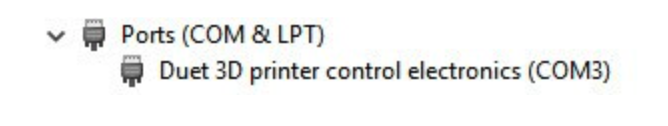 Ports (COM & LPT)
Duet 3D printer control electronics (COM3)